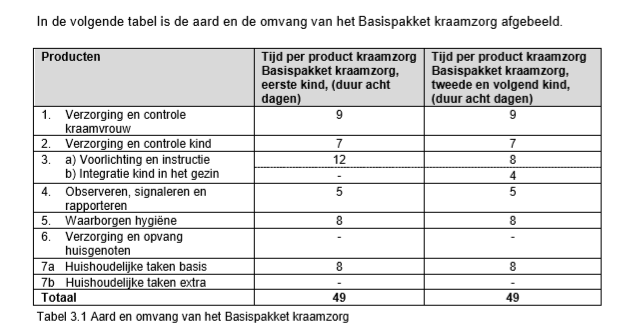 In de volgende tabel is de aard en de omvang van het Basispakket kraamzorg afgebeeld.
Producten Tijd per product kraamzorg Tijd per product kraamzorg
Basispakket kraamzorg, Basispakket kraamzorg,
eerste kind, (duur acht tweede en volgend kind,
dagen) (duur acht dagen)
1. Verzorging en controle 9 9
kraamvrouw
2. Verzorging en controle kind 7 7
3. a) Voorlichting en instructie 12 8
b) Integratie kind in het gezin - 4
4. Observeren, signaleren en 5 5
rapporteren
5. Waarborgen hygiëne 8 8
6. Verzorging en opvang - -
huisgenoten
7a Huishoudelijke taken basis 8 8
7b Huishoudelijke taken extra - -
Totaal 49 49
Tabel 3.1 Aard en omvang van het Basispakket kraamzorg